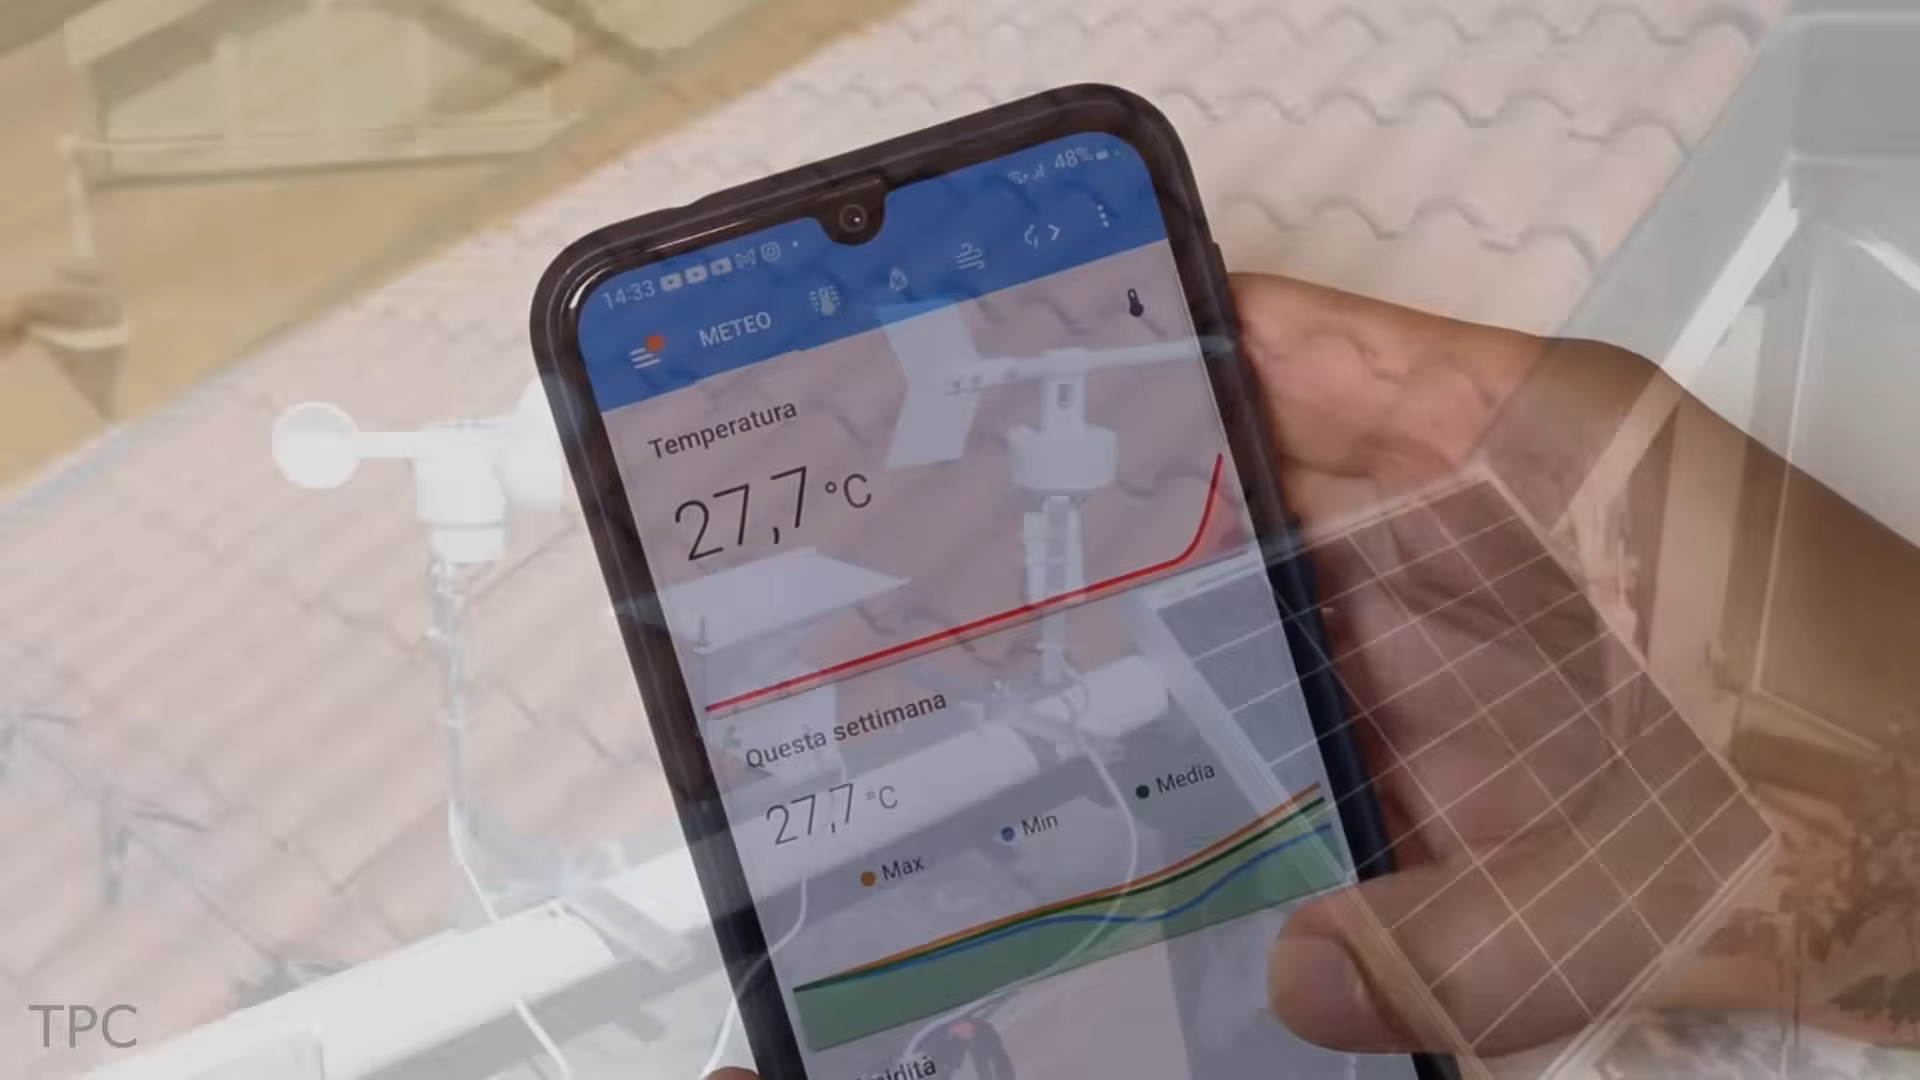 14:33
48%
METEO
Temperatura
27,7 °C
Questa settimana
27,7 °C
Max
Min
Media
TPC